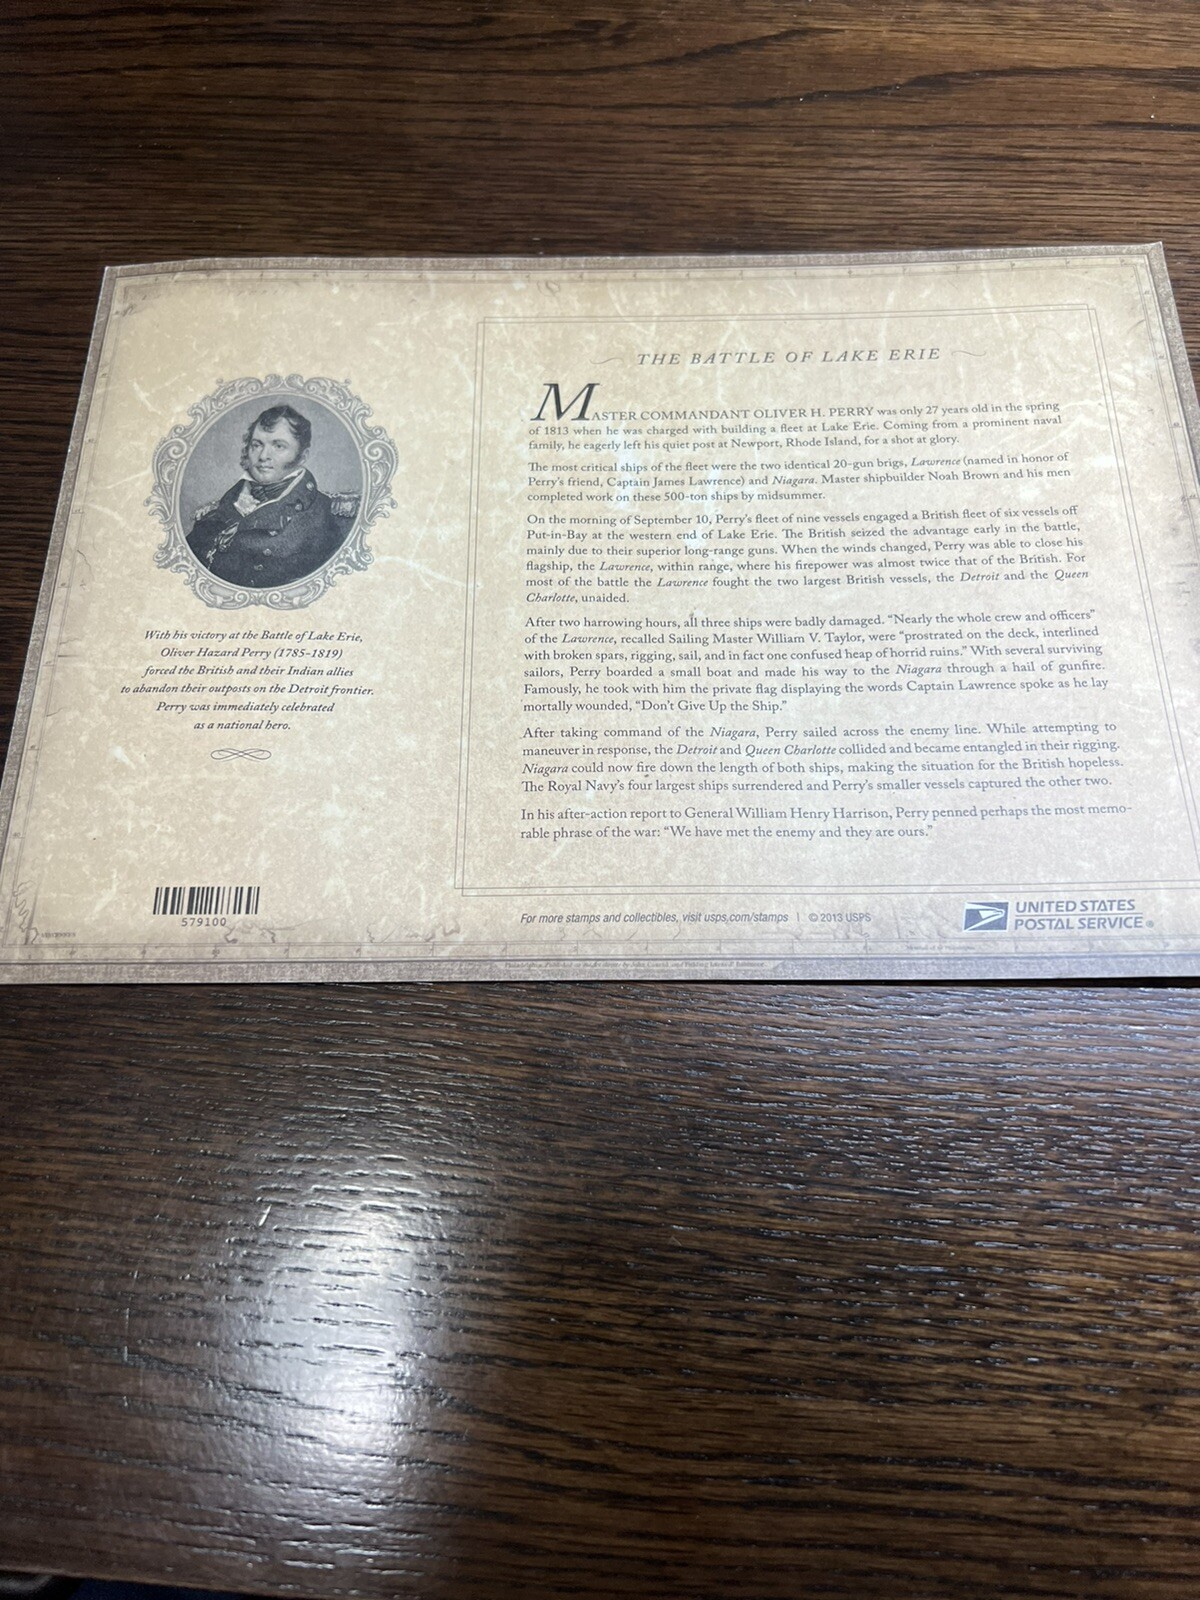 With his victory at the Battle of Lake Erie,
Oliver Hazard Perry (1785–1819)
forced the British and their Indian allies
to abandon their outposts on the Detroit frontier.
Perry was immediately celebrated
as a national hero.
579100
THE BATTLE OF LAKE ERIE
MASTER COMMANDANT OLIVER H. PERRY was only 27 years old in the spring
of 1813 when he was charged with building a fleet at Lake Erie. Coming from a prominent naval
family, he eagerly left his quiet post at Newport, Rhode Island, for a shot at glory.
The most critical ships of the fleet were the two identical 20-gun brigs, Lawrence (named in honor of
Perry's friend, Captain James Lawrence) and Niagara. Master shipbuilder Noah Brown and his men
completed work on these 500-ton ships by midsummer.
On the morning of September 10, Perry's fleet of nine vessels engaged a British fleet of six vessels off
Put-in-Bay at the western end of Lake Erie. The British seized the advantage early in the battle,
mainly due to their superior long-range guns. When the winds changed, Perry was able to close his
flagship, the Lawrence, within range, where his firepower was almost twice that of the British. For
most of the battle the Lawrence fought the two largest British vessels, the Detroit and the Queen
Charlotte, unaided.
After two harrowing hours, all three ships were badly damaged. “Nearly the whole crew and officers”
of the Lawrence, recalled Sailing Master William V. Taylor, were “prostrated on the deck, interlined
with broken spars, rigging, sail, and in fact one confused heap of horrid ruins.” With several surviving
sailors, Perry boarded a small boat and made his way to the Niagara through a hail of gunfire.
Famously, he took with him the private flag displaying the words Captain Lawrence spoke as he lay
mortally wounded, “Don't Give Up the Ship.”
After taking command of the Niagara, Perry sailed across the enemy line. While attempting to
maneuver in response, the Detroit and Queen Charlotte collided and became entangled in their rigging.
Niagara could now fire down the length of both ships, making the situation for the British hopeless.
The Royal Navy's four largest ships surrendered and Perry's smaller vessels captured the other two.
In his after-action report to General William Henry Harrison, Perry penned perhaps the most memo-
rable phrase of the war: “We have met the enemy and they are ours.”
For more stamps and collectibles, visit usps.com/stamps | © 2013 USPS
UNITED STATES
POSTAL SERVICE®